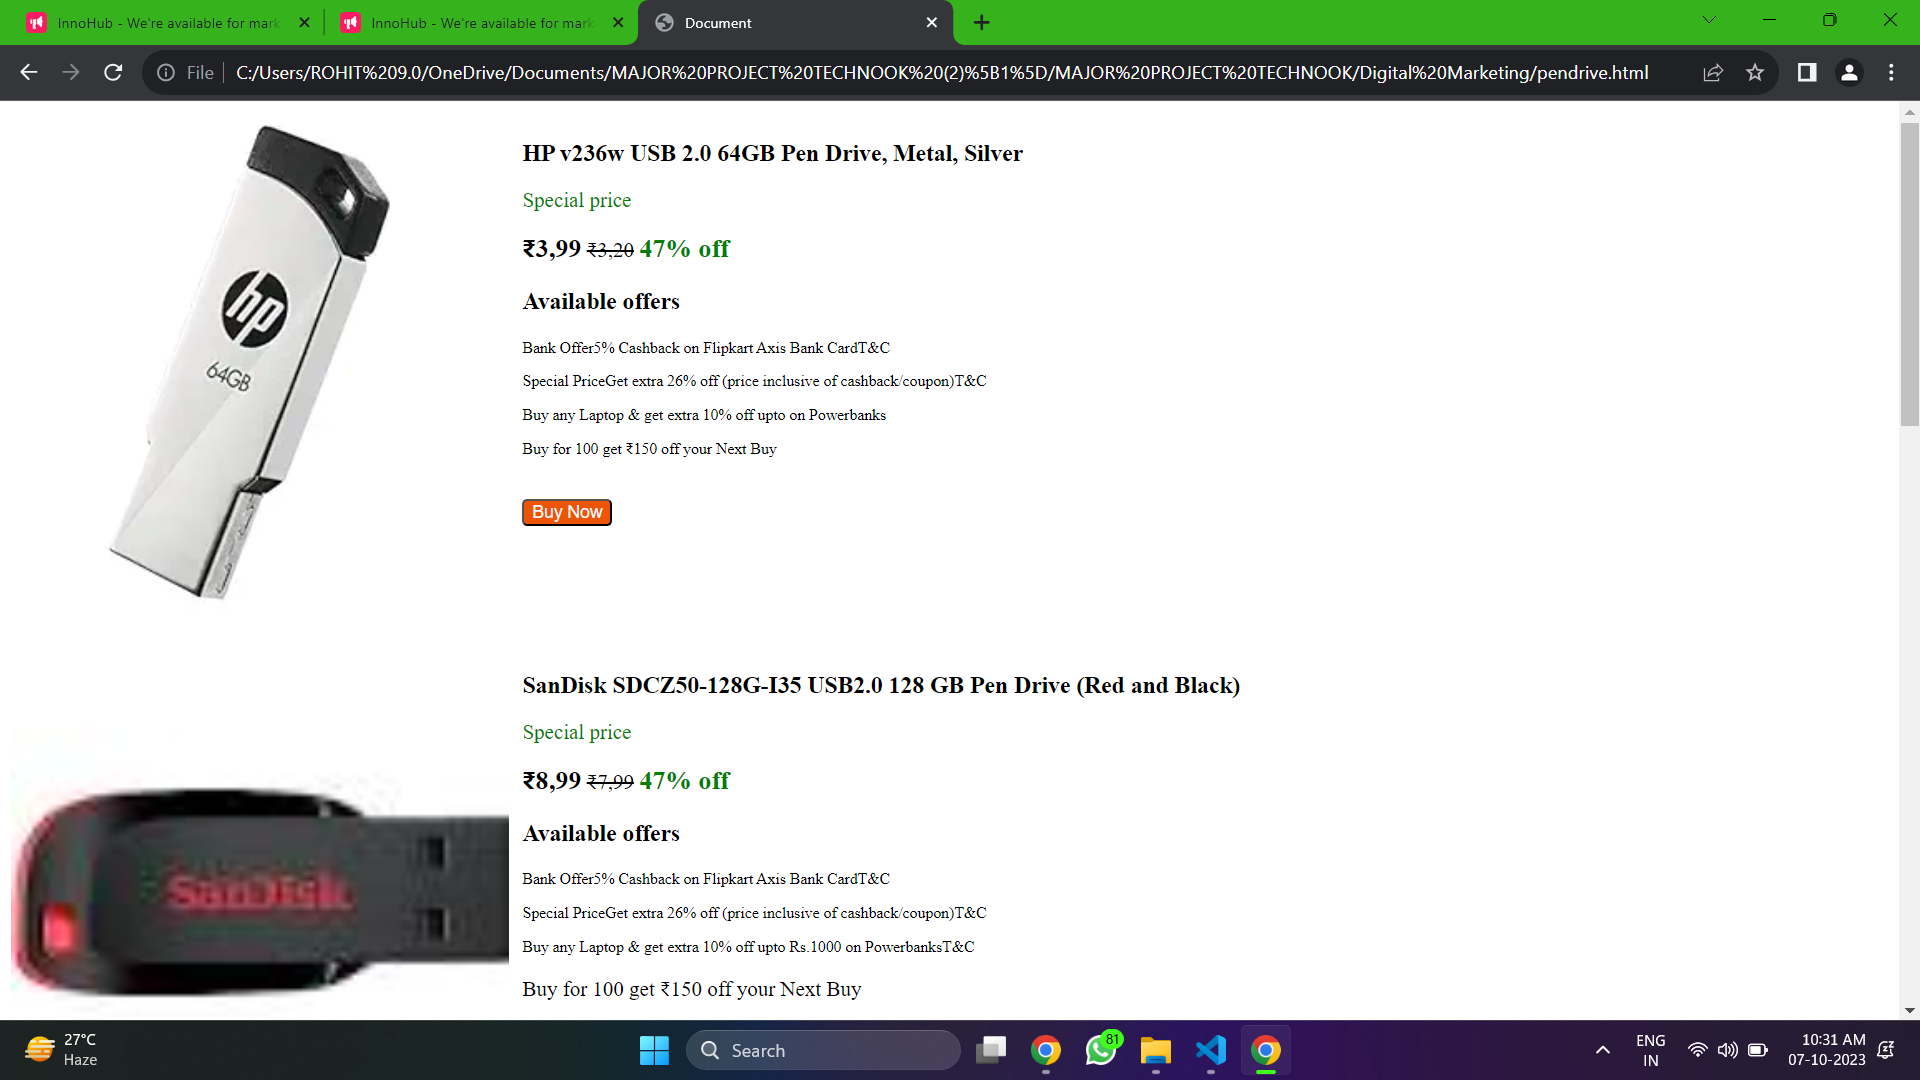 InnoHub - We're available for mark
InnoHub - We're available for mark
Document
File
C:/Users/ROHIT%209.0/OneDrive/Documents/MAJOR%20PROJECT%20TECHNOOK%20(2)%5B1%5D/MAJOR%20PROJECT%20TECHNOOK/Digital%20Marketing/pendrive.html
hp
64GB
HP v236w USB 2.0 64GB Pen Drive, Metal, Silver
Special price
₹3,99 ₹3,20 47% off
Available offers
Bank Offer5% Cashback on Flipkart Axis Bank CardT&C
Special PriceGet extra 26% off (price inclusive of cashback/coupon)T&C
Buy any Laptop & get extra 10% off upto on Powerbanks
Buy for 100 get ₹150 off your Next Buy
Buy Now
SanDisk
SanDisk SDCZ50-128G-I35 USB2.0 128 GB Pen Drive (Red and Black)
Special price
₹8,99 ₹7,99 47% off
Available offers
Bank Offer5% Cashback on Flipkart Axis Bank CardT&C
Special PriceGet extra 26% off (price inclusive of cashback/coupon)T&C
Buy any Laptop & get extra 10% off upto Rs.1000 on PowerbanksT&C
Buy for 100 get ₹150 off your Next Buy
27°C
Haze
Search
81
ENG
IN
10:31 AM
07-10-2023